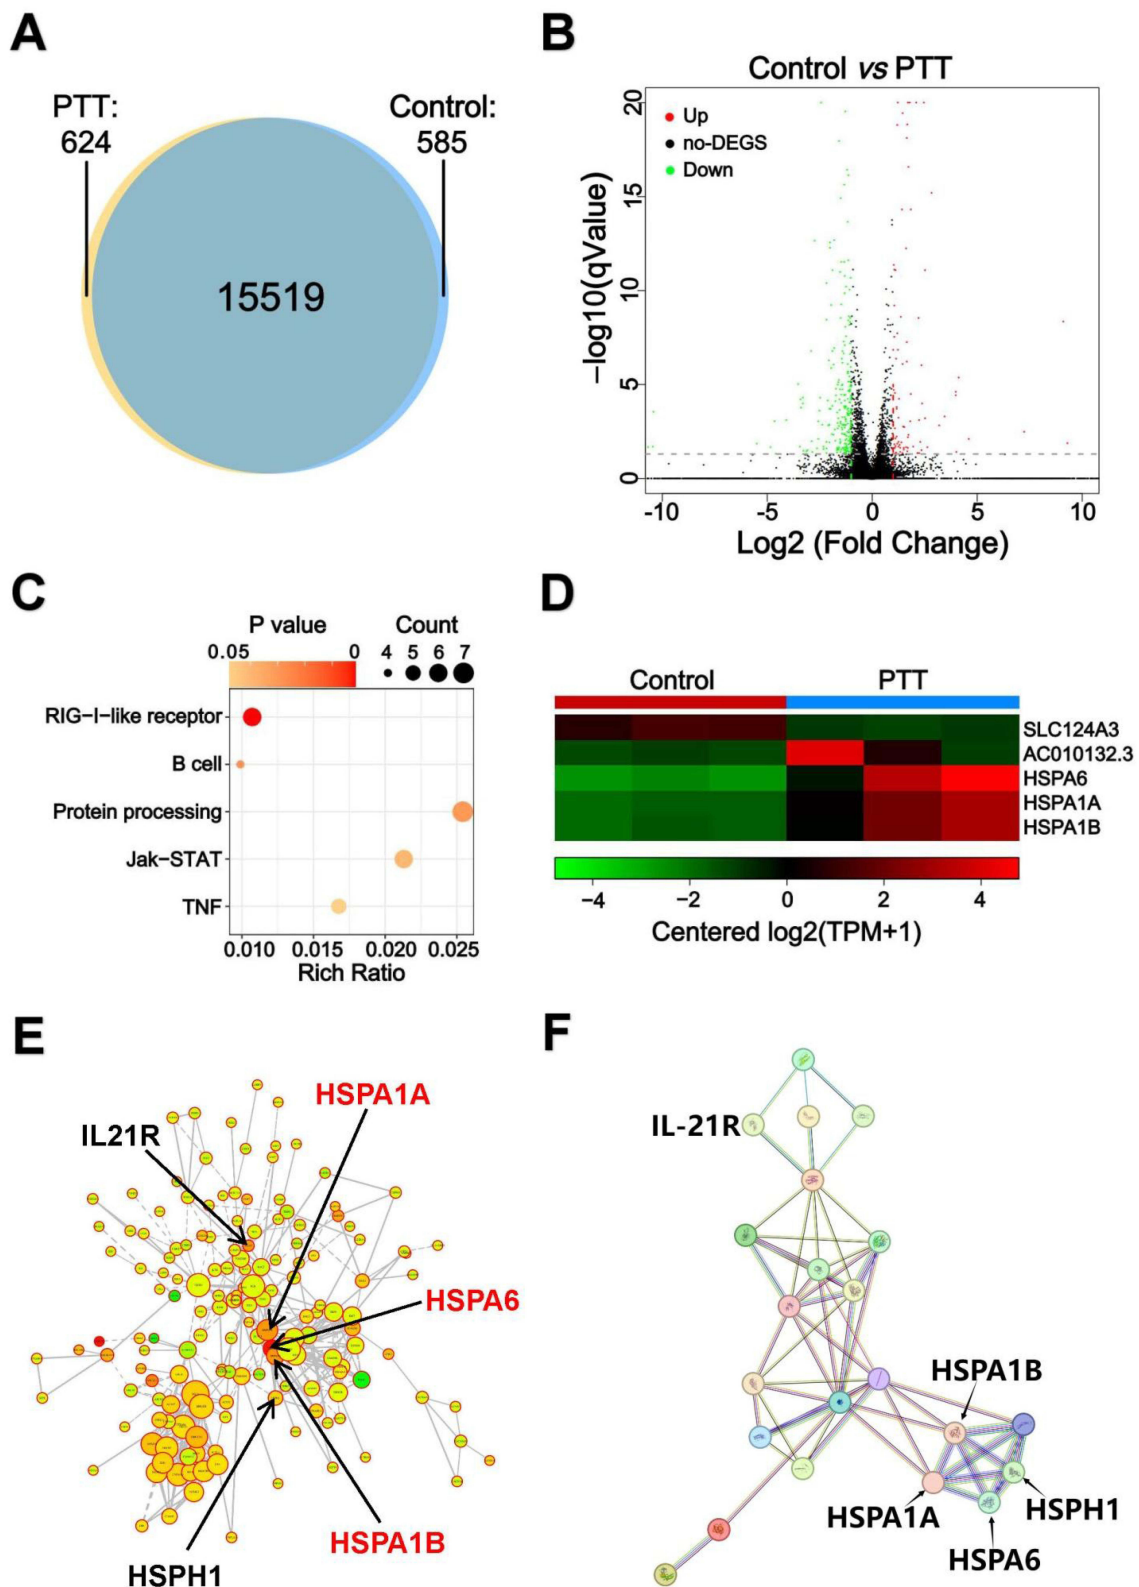 A
PTT:
624
Control:
585
15519
B
Control vs PTT
Up
no-DEGS
Down
−log10(qValue)
20
15
10
5
0
-10
-5
0
5
10
Log2 (Fold Change)
C
P value
Count
0.05
0
4 5 6 7
RIG−I−like receptor
B cell
Protein processing
Jak−STAT
TNF
0.010 0.015 0.020 0.025
Rich Ratio
D
Control
PTT
SLC124A3
AC010132.3
HSPA6
HSPA1A
HSPA1B
−4 −2 0 2 4
Centered log2(TPM+1)
E
HSPA1A
IL21R
HSPA6
HSPA1B
HSPH1
F
IL-21R
HSPA1B
HSPH1
HSPA1A
HSPA6